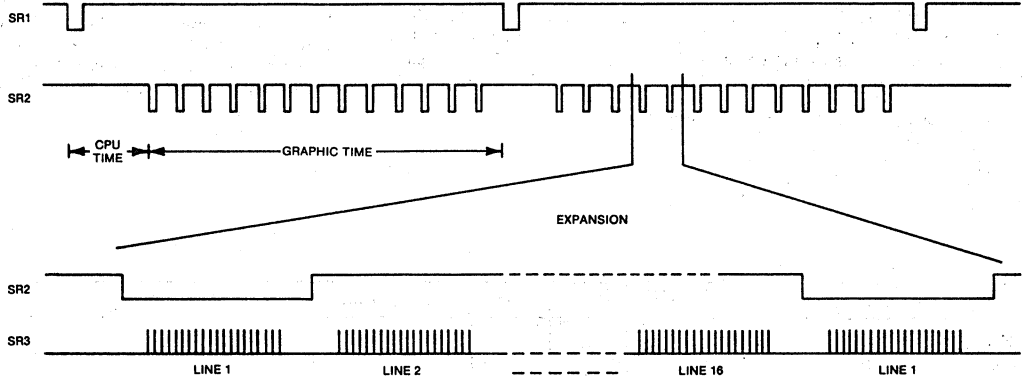 SR1
SR2
CPU TIME
GRAPHIC TIME
EXPANSION
SR2
SR3
LINE 1
LINE 2
LINE 16
LINE 1